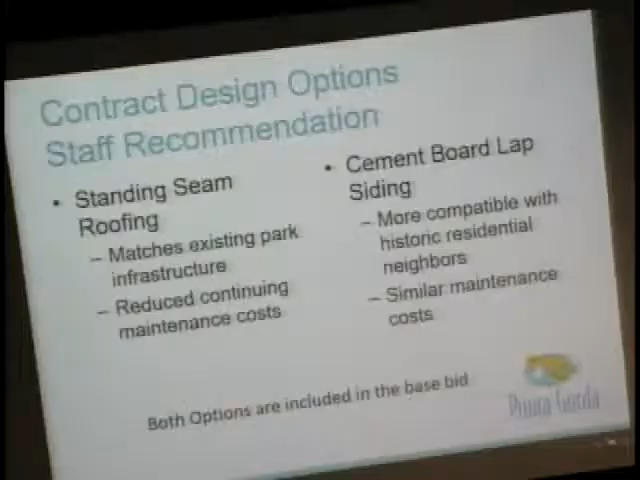 Contract Design Options
Staff Recommendation
• Standing Seam
Roofing
– Matches existing park
infrastructure
– Reduced continuing
maintenance costs
• Cement Board Lap
Siding
– More compatible with
historic residential
neighbors
– Similar maintenance
costs
Both Options are included in the base bid
Punta Gorda